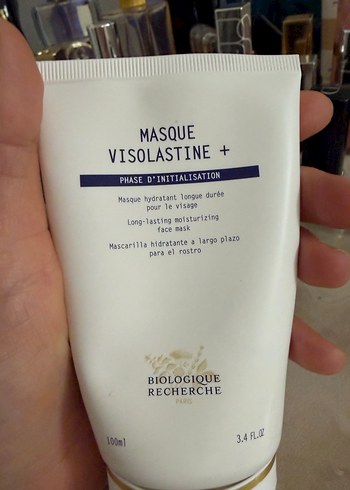 MASQUE
VISOLASTINE +
PHASE D'INITIALISATION
Masque hydratant longue durée
pour le visage
Long-lasting moisturizing
face mask
Mascarilla hidratante a largo plazo
para el rostro
BIOLOGIQUE
RECHERCHE
PARIS
100ml
3.4 FL.OZ